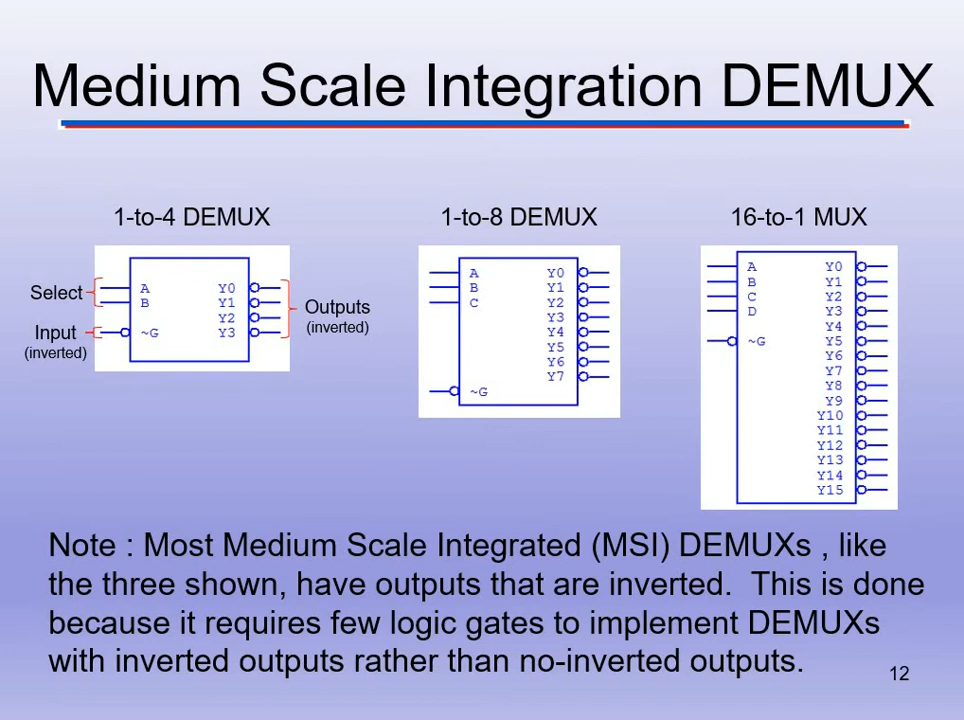 Medium Scale Integration DEMUX
1-to-4 DEMUX
1-to-8 DEMUX
16-to-1 MUX
Select
Input
(inverted)
A
B
~G
Y0
Y1
Y2
Y3
Outputs
(inverted)
A
B
C
~G
Y0
Y1
Y2
Y3
Y4
Y5
Y6
Y7
A
B
C
D
~G
Y0
Y1
Y2
Y3
Y4
Y5
Y6
Y7
Y8
Y9
Y10
Y11
Y12
Y13
Y14
Y15
Note : Most Medium Scale Integrated (MSI) DEMUXs , like
the three shown, have outputs that are inverted.  This is done
because it requires few logic gates to implement DEMUXs
with inverted outputs rather than no-inverted outputs.
12